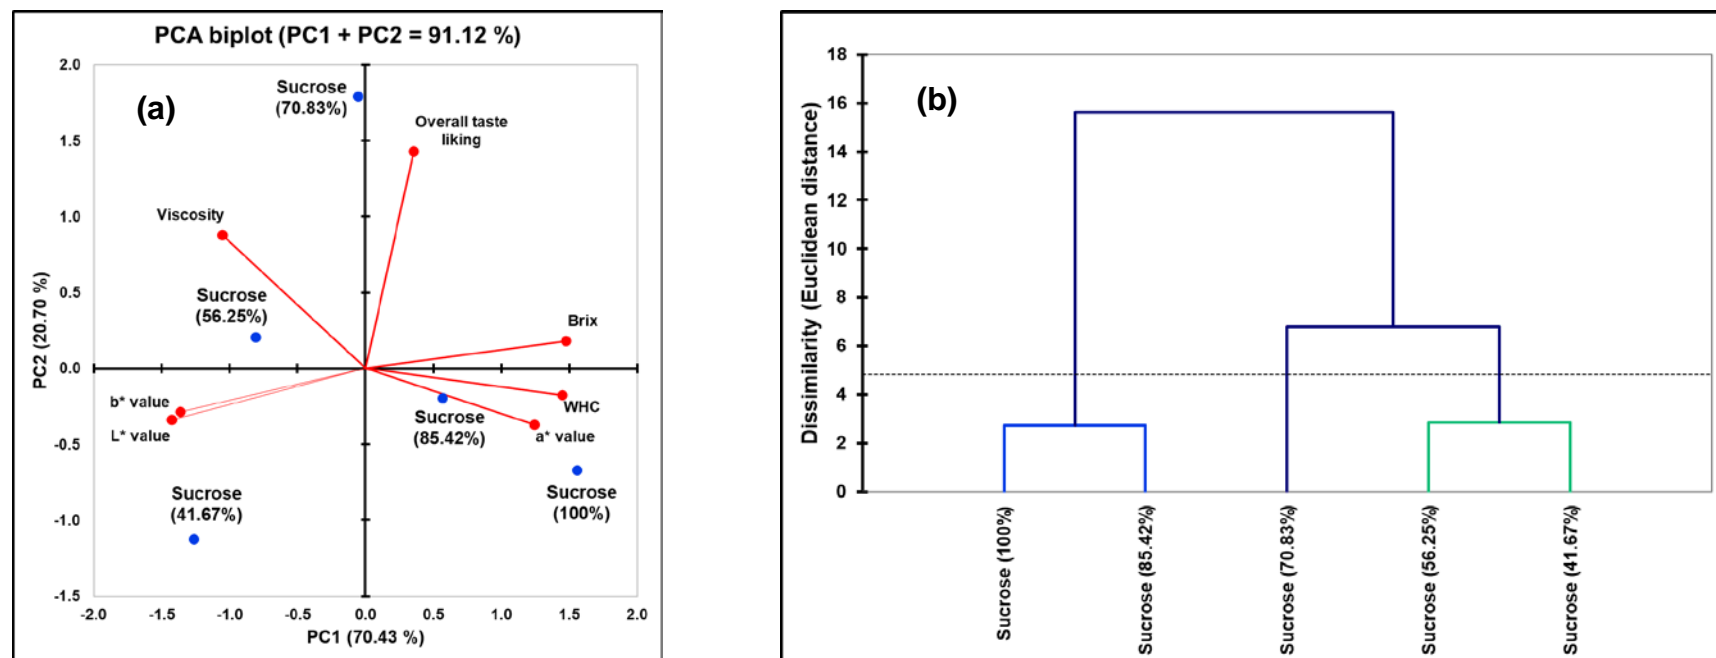 PCA biplot (PC1 + PC2 = 91.12 %)
(a)
2.0
1.5
1.0
0.5
0.0
-0.5
-1.0
-1.5
PC2 (20.70 %)
Sucrose
(70.83%)
Overall taste
liking
Viscosity
Sucrose
(56.25%)
Brix
b* value
L* value
WHC
Sucrose
(85.42%)
a* value
Sucrose
(41.67%)
Sucrose
(100%)
-2.0 -1.5 -1.0 -0.5 0.0 0.5 1.0 1.5 2.0
PC1 (70.43 %)
(b)
18
16
14
12
10
8
6
4
2
0
Dissimilarity (Euclidean distance)
Sucrose (100%)
Sucrose (85.42%)
Sucrose (70.83%)
Sucrose (56.25%)
Sucrose (41.67%)